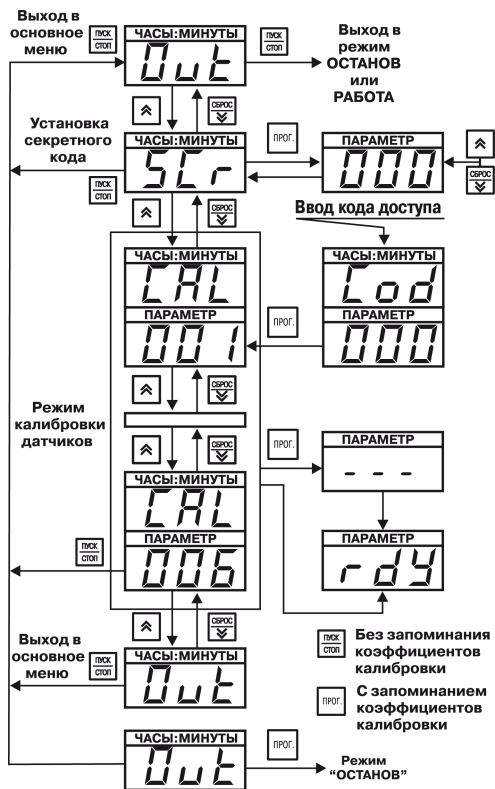 Выход в
основное
меню
ПУСК
СТОП
ЧАСЫ:МИНУТЫ
Out
ПУСК
СТОП
Выход в
режим
ОСТАНОВ
или
РАБОТА
СБРОС
Установка
секретного
кода
ПУСК
СТОП
ЧАСЫ:МИНУТЫ
SCr
ПРОГ.
ПАРАМЕТР
000
СБРОС
СБРОС
Ввод кода доступа
ЧАСЫ:МИНУТЫ
CAL
ПАРАМЕТР
001
ПРОГ.
ЧАСЫ:МИНУТЫ
Cod
ПАРАМЕТР
000
СБРОС
Режим
калибровки
датчиков
СБРОС
ПРОГ.
ПАРАМЕТР
- - -
ЧАСЫ:МИНУТЫ
CAL
ПАРАМЕТР
006
ПУСК
СТОП
ПАРАМЕТР
rdY
СБРОС
Выход в
основное
меню
ПУСК
СТОП
ЧАСЫ:МИНУТЫ
Out
ПУСК
СТОП
Без запоминания
коэффициентов
калибровки
ПРОГ.
С запоминанием
коэффициентов
калибровки
ЧАСЫ:МИНУТЫ
Out
ПРОГ.
Режим
"ОСТАНОВ"